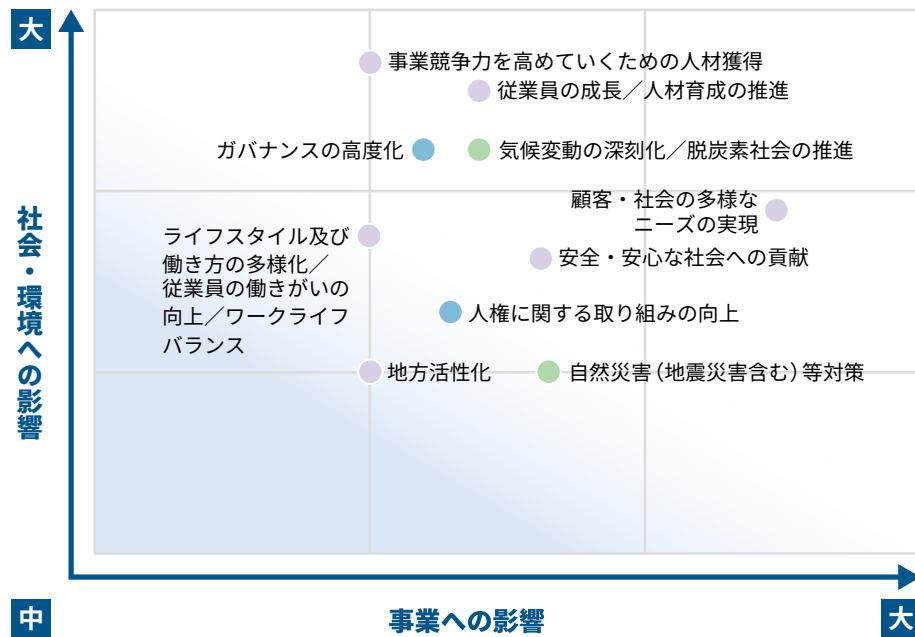 大
事業競争力を高めていくための人材獲得
従業員の成長／人材育成の推進
ガバナンスの高度化
気候変動の深刻化／脱炭素社会の推進
顧客・社会の多様な
ニーズの実現
ライフスタイル及び
働き方の多様化／
従業員の働きがいの
向上／ワークライフ
バランス
安全・安心な社会への貢献
人権に関する取り組みの向上
地方活性化
自然災害（地震災害含む）等対策
社会・環境への影響
中
事業への影響
大